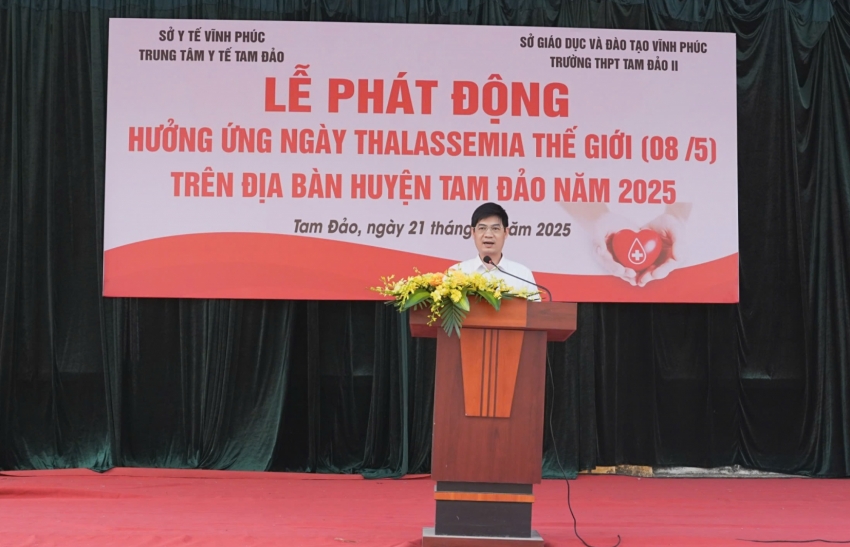 SỞ Y TẾ VĨNH PHÚC
TRUNG TÂM Y TẾ TAM ĐẢO
SỞ GIÁO DỤC VÀ ĐÀO TẠO VĨNH PHÚC
TRƯỜNG THPT TAM ĐẢO II
LỄ PHÁT ĐỘNG
HƯỞNG ỨNG NGÀY THALASSEMIA THẾ GIỚI (08 /5)
TRÊN ĐỊA BÀN HUYỆN TAM ĐẢO NĂM 2025
Tam Đảo, ngày 21 năm 2025